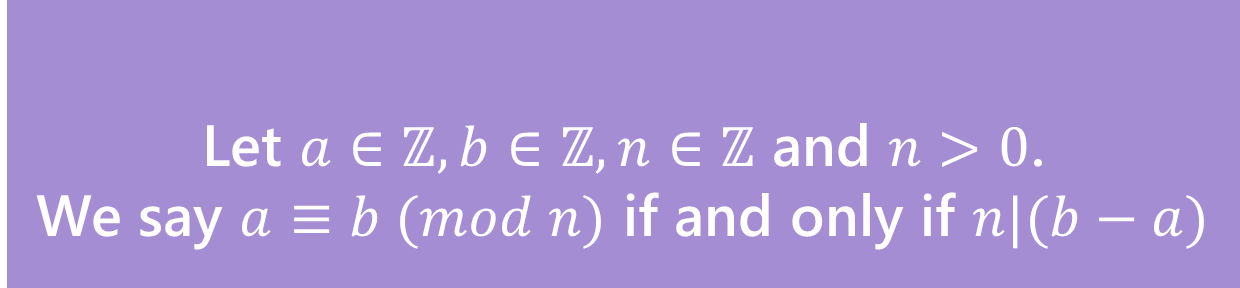 Let a ∈ ℤ, b ∈ ℤ, n ∈ ℤ and n > 0.
We say a ≡ b (mod n) if and only if n|(b − a)